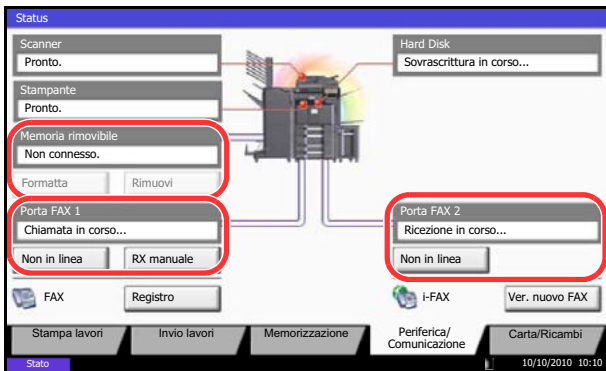 Status
Scanner
Pronto.
Hard Disk
Sovrascrittura in corso...
Stampante
Pronto.
Memoria rimovibile
Non connesso.
Formatta
Rimuovi
Porta FAX 1
Chiamata in corso...
Non in linea
RX manuale
Porta FAX 2
Ricezione in corso...
Non in linea
FAX
Registro
i-FAX
Ver. nuovo FAX
Stampa lavori
Invio lavori
Memorizzazione
Periferica/
Comunicazione
Carta/Ricambi
Stato
10/10/2010 10:10